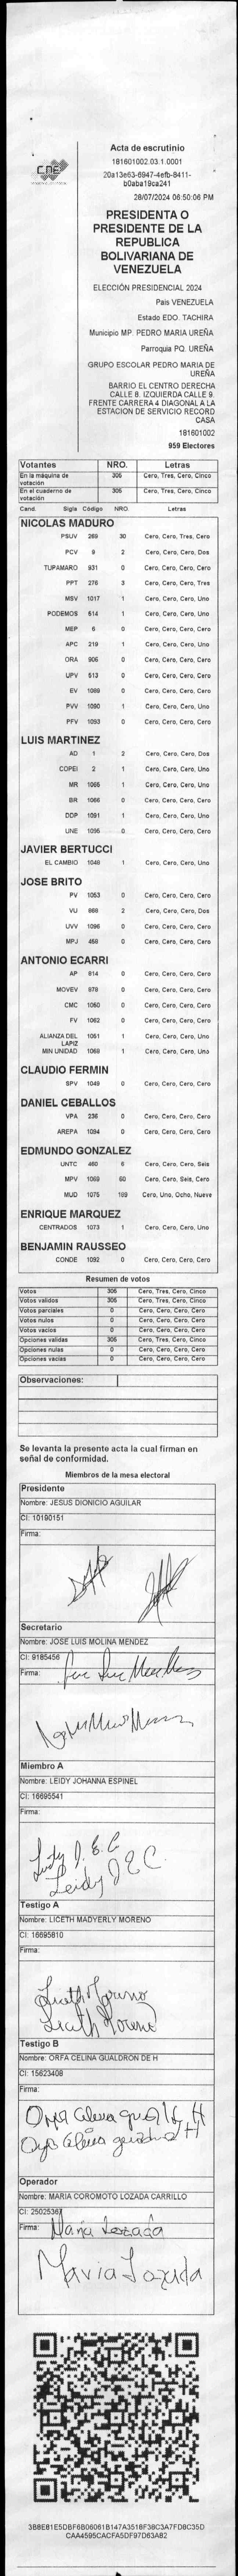 CNE
Acta de escrutinio
181601002.03.1.0001
20a13e63-6947-4efb-8411-
b0aba19ca241
28/07/2024 06:50:06 PM
PRESIDENTA O
PRESIDENTE DE LA
REPUBLICA
BOLIVARIANA DE
VENEZUELA
ELECCIÓN PRESIDENCIAL 2024
Pais VENEZUELA
Estado EDO. TACHIRA
Municipio MP. PEDRO MARIA UREÑA
Parroquia PQ. UREÑA
GRUPO ESCOLAR PEDRO MARIA DE
UREÑA
BARRIO EL CENTRO DERECHA
CALLE 8. IZQUIERDA CALLE 9.
FRENTE CARRERA 4 DIAGONAL A LA
ESTACION DE SERVICIO RECORD
CASA
181601002
959 Electores
Votantes NRO. Letras
En la máquina de votación 305 Cero, Tres, Cero, Cinco
En el cuaderno de votación 305 Cero, Tres, Cero, Cinco
Cand. Sigla Código NRO. Letras
NICOLAS MADURO
PSUV 269 30 Cero, Cero, Tres, Cero
PCV 9 2 Cero, Cero, Cero, Dos
TUPAMARO 931 0 Cero, Cero, Cero, Cero
PPT 276 3 Cero, Cero, Cero, Tres
MSV 1017 1 Cero, Cero, Cero, Uno
PODEMOS 514 1 Cero, Cero, Cero, Uno
MEP 6 0 Cero, Cero, Cero, Cero
APC 219 1 Cero, Cero, Cero, Uno
ORA 906 0 Cero, Cero, Cero, Cero
UPV 513 0 Cero, Cero, Cero, Cero
EV 1089 0 Cero, Cero, Cero, Cero
PVV 1090 1 Cero, Cero, Cero, Uno
PFV 1093 0 Cero, Cero, Cero, Cero
LUIS MARTINEZ
AD 1 2 Cero, Cero, Cero, Dos
COPEI 2 1 Cero, Cero, Cero, Uno
MR 1065 1 Cero, Cero, Cero, Uno
BR 1066 0 Cero, Cero, Cero, Cero
DDP 1091 1 Cero, Cero, Cero, Uno
UNE 1095 0 Cero, Cero, Cero, Cero
JAVIER BERTUCCI
EL CAMBIO 1048 1 Cero, Cero, Cero, Uno
JOSE BRITO
PV 1053 0 Cero, Cero, Cero, Cero
VU 666 2 Cero, Cero, Cero, Dos
UVV 1096 0 Cero, Cero, Cero, Cero
MPJ 459 0 Cero, Cero, Cero, Cero
ANTONIO ECARRI
AP 614 0 Cero, Cero, Cero, Cero
MOVEV 879 0 Cero, Cero, Cero, Cero
CMC 1050 0 Cero, Cero, Cero, Cero
FV 1062 0 Cero, Cero, Cero, Cero
ALIANZA DEL LAPIZ 1051 1 Cero, Cero, Cero, Uno
MIN UNIDAD 1069 1 Cero, Cero, Cero, Uno
CLAUDIO FERMIN
SPV 1049 0 Cero, Cero, Cero, Cero
DANIEL CEBALLOS
VPA 236 0 Cero, Cero, Cero, Cero
AREPA 1094 0 Cero, Cero, Cero, Cero
EDMUNDO GONZALEZ
UNTC 460 6 Cero, Cero, Cero, Seis
MPV 1069 60 Cero, Cero, Seis, Cero
MUD 1075 189 Cero, Uno, Ocho, Nueve
ENRIQUE MARQUEZ
CENTRADOS 1073 1 Cero, Cero, Cero, Uno
BENJAMIN RAUSSEO
CONDE 1092 0 Cero, Cero, Cero, Cero
Resumen de votos
Votos 305 Cero, Tres, Cero, Cinco
Votos validos 305 Cero, Tres, Cero, Cinco
Votos parciales 0 Cero, Cero, Cero, Cero
Votos nulos 0 Cero, Cero, Cero, Cero
Votos vacios 0 Cero, Cero, Cero, Cero
Opciones validas 305 Cero, Tres, Cero, Cinco
Opciones nulas 0 Cero, Cero, Cero, Cero
Opciones vacias 0 Cero, Cero, Cero, Cero
Observaciones:
Se levanta la presente acta la cual firman en
señal de conformidad.
Miembros de la mesa electoral
Presidente
Nombre: JESUS DIONICIO AGUILAR
CI: 10190151
Firma:
Secretario
Nombre: JOSE LUIS MOLINA MENDEZ
CI: 9185456
Firma:
Miembro A
Nombre: LEIDY JOHANNA ESPINEL
CI: 16695541
Firma:
Leidy J. E. C
Leidy J E C.
Testigo A
Nombre: LICETH MADYERLY MORENO
CI: 16695810
Firma:
Liceth Moreno
Liceth Moreno
Testigo B
Nombre: ORFA CELINA GUALDRON DE H
CI: 15623408
Firma:
Operador
Nombre: MARIA COROMOTO LOZADA CARRILLO
CI: 25025367
Firma: Maria Lozada
Maria Lozada
3B8E81E5DBF6B06061B147A3518F38C3A7FD8C35D
CAA4595CACFA5DF97D63A82